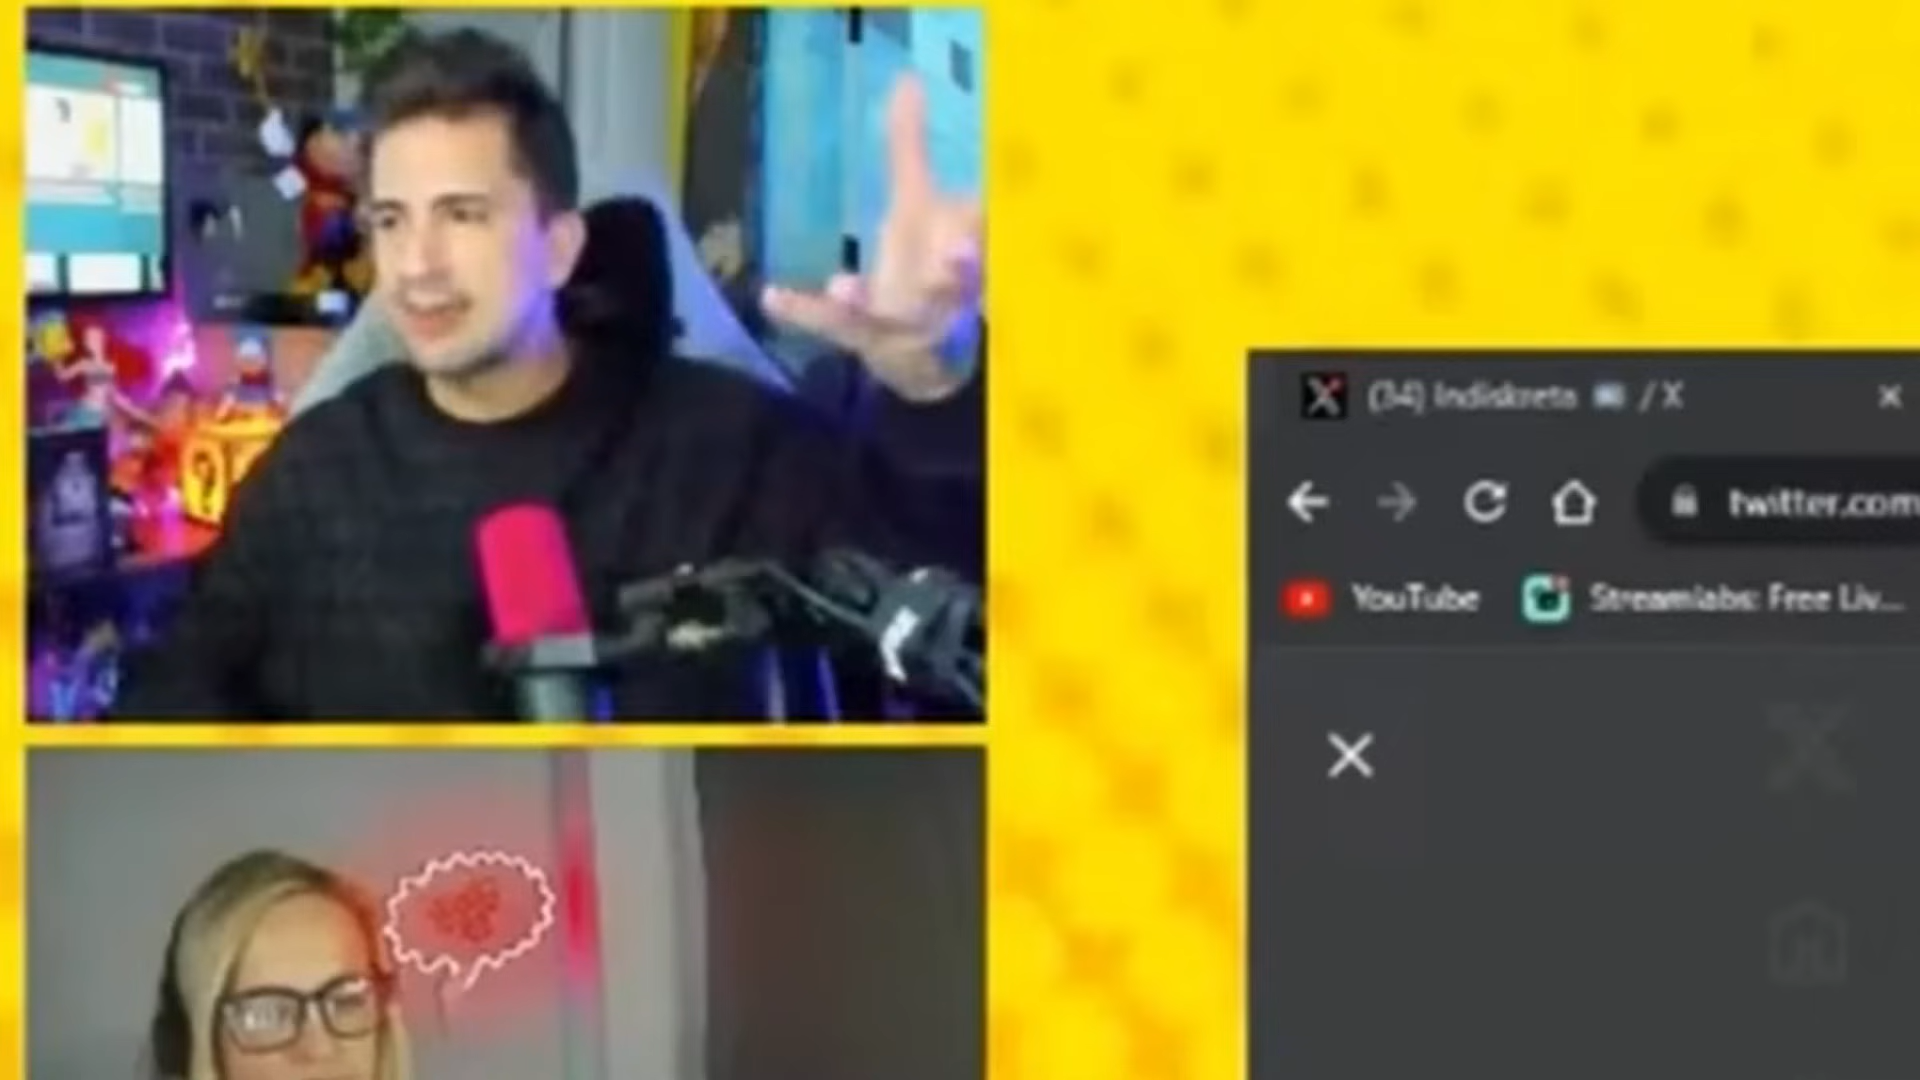 (34) Indiskreta / X
twitter.com
YouTube
Streamlabs: Free Liv...
?